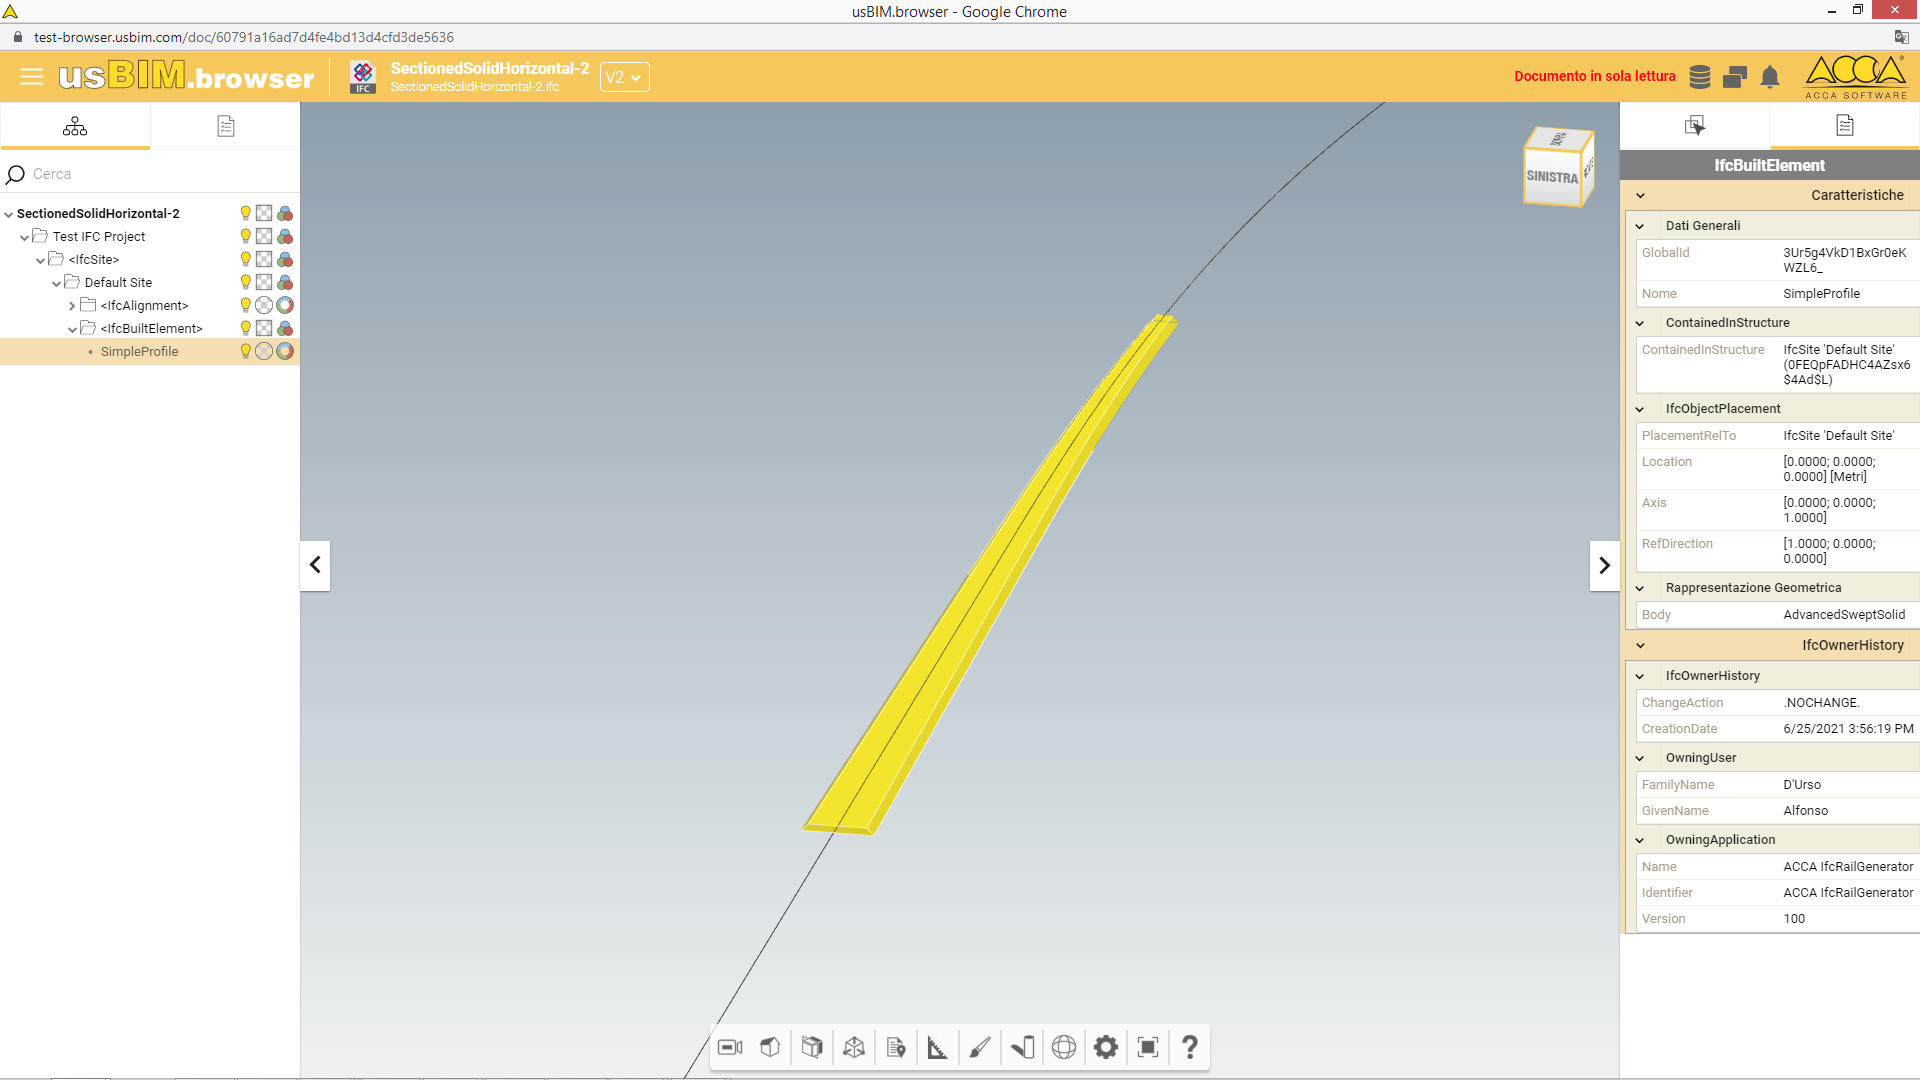 usBIM.browser - Google Chrome
test-browser.usbim.com/doc/60791a16ad7d4fe4bd13d4cfd3de5636
usBIM.browser
IFC
SectionedSolidHorizontal-2
SectionedSolidHorizontal-2.ifc
V2
Documento in sola lettura
ACCA
ACCA SOFTWARE
Cerca
SectionedSolidHorizontal-2
Test IFC Project
<IfcSite>
Default Site
<IfcAlignment>
<IfcBuiltElement>
SimpleProfile
SINISTRA
IfcBuiltElement
Caratteristiche
Dati Generali
GlobalId 3Ur5g4VkD1BxGr0eK
WZL6_
Nome SimpleProfile
ContainedInStructure
ContainedInStructure IfcSite 'Default Site'
(0FEQpFADHC4AZsx6
$4Ad$L)
IfcObjectPlacement
PlacementRelTo IfcSite 'Default Site'
Location [0.0000; 0.0000;
0.0000] [Metri]
Axis [0.0000; 0.0000;
1.0000]
RefDirection [1.0000; 0.0000;
0.0000]
Rappresentazione Geometrica
Body AdvancedSweptSolid
IfcOwnerHistory
IfcOwnerHistory
ChangeAction .NOCHANGE.
CreationDate 6/25/2021 3:56:19 PM
OwningUser
FamilyName D'Urso
GivenName Alfonso
OwningApplication
Name ACCA IfcRailGenerator
Identifier ACCA IfcRailGenerator
Version 100